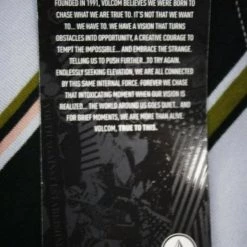 FOUNDED IN 1991, VOLCOM BELIEVES WE WERE BORN TO
CHASE WHAT WE ARE TRUE TO. IT'S NOT THAT WE WANT
TO... WE HAVE TO. WE HAVE A VISION THAT TURNS
OBSTACLES INTO OPPORTUNITY, A CREATIVE COURAGE TO
TEMPT THE IMPOSSIBLE... AND EMBRACE THE STRANGE.
TELLING US TO PUSH FURTHER...TO TRY AGAIN.
ENDLESSLY SEEKING ELEVATION, WE ARE ALL CONNECTED
BY THIS SAME INTERNAL FORCE. FOREVER WE CHASE
THAT INTOXICATING MOMENT WHEN OUR VISION IS
REALIZED... THE WORLD AROUND US GOES QUIET... AND
FOR BRIEF MOMENTS, WE ARE MORE THAN ALIVE.
VOLCOM, TRUE TO THIS.